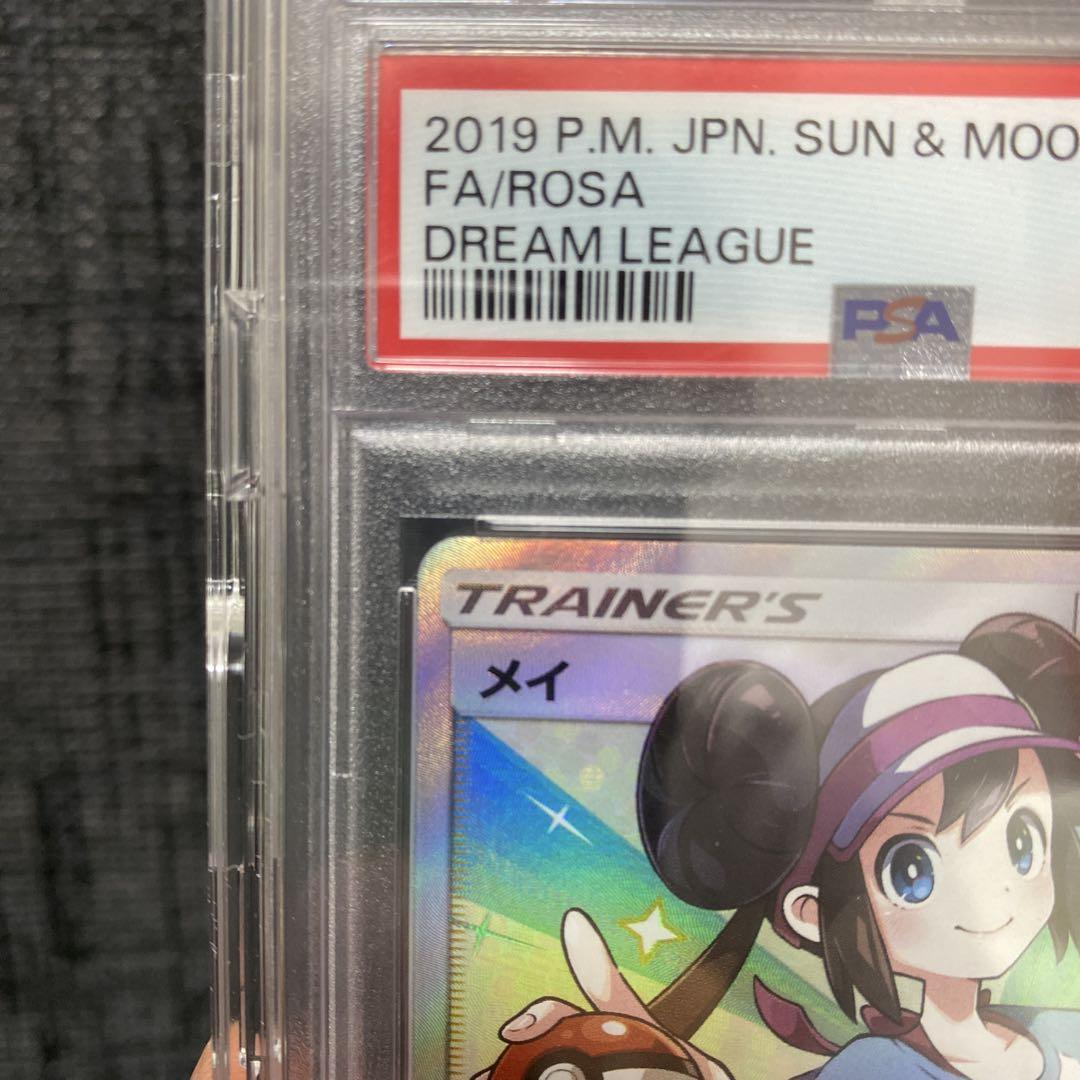 2019 P.M. JPN. SUN & MOO
FA/ROSA
DREAM LEAGUE
PSA
TRAINER'S
メイ